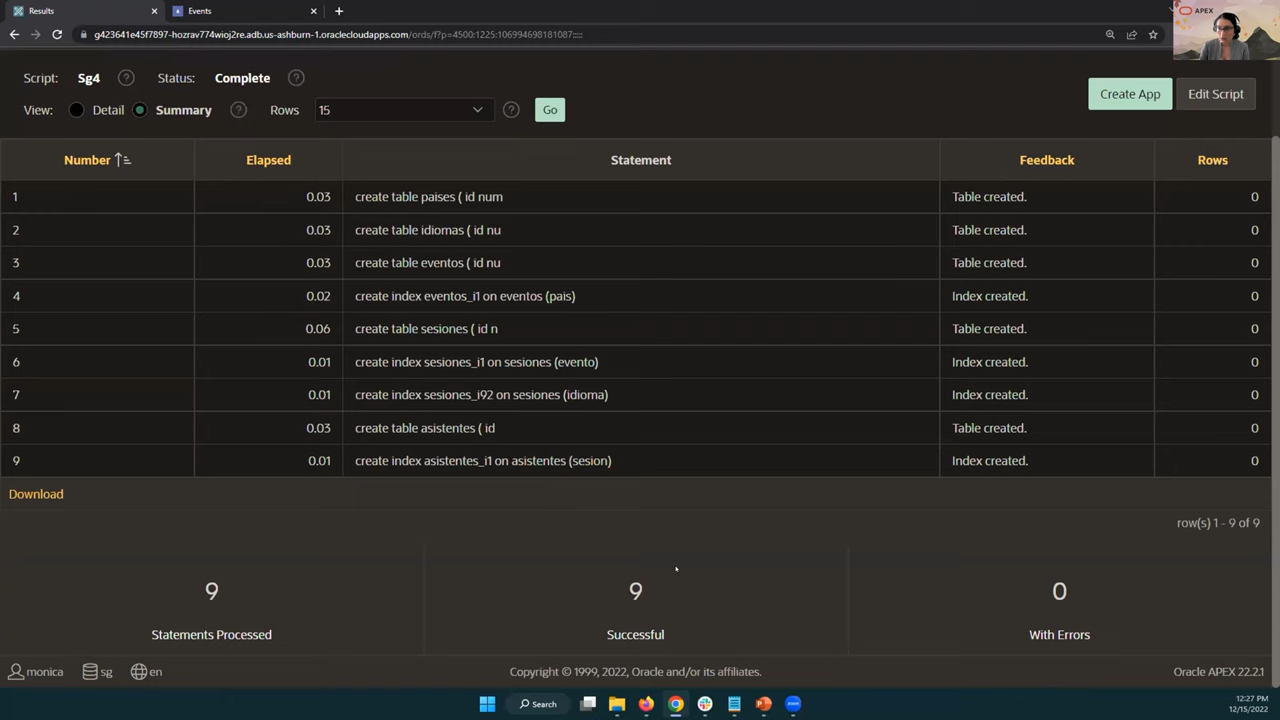 Results
Events
APEX
g423641e45f7897-hozrav774wioj2re.adb.us-ashburn-1.oraclecloudapps.com/ords/f?p=4500:1225:106994698181087:::::
Script: Sg4 ? Status: Complete ?
View: Detail Summary ? Rows 15 ? Go
Create App Edit Script
Number Elapsed Statement Feedback Rows
1 0.03 create table paises ( id num Table created. 0
2 0.03 create table idiomas ( id nu Table created. 0
3 0.03 create table eventos ( id nu Table created. 0
4 0.02 create index eventos_i1 on eventos (pais) Index created. 0
5 0.06 create table sesiones ( id n Table created. 0
6 0.01 create index sesiones_i1 on sesiones (evento) Index created. 0
7 0.01 create index sesiones_i92 on sesiones (idioma) Index created. 0
8 0.03 create table asistentes ( id Table created. 0
9 0.01 create index asistentes_i1 on asistentes (sesion) Index created. 0
Download
row(s) 1 - 9 of 9
9 9 0
Statements Processed Successful With Errors
monica sg en Copyright © 1999, 2022, Oracle and/or its affiliates. Oracle APEX 22.2.1
Search
12:27 PM
12/15/2022